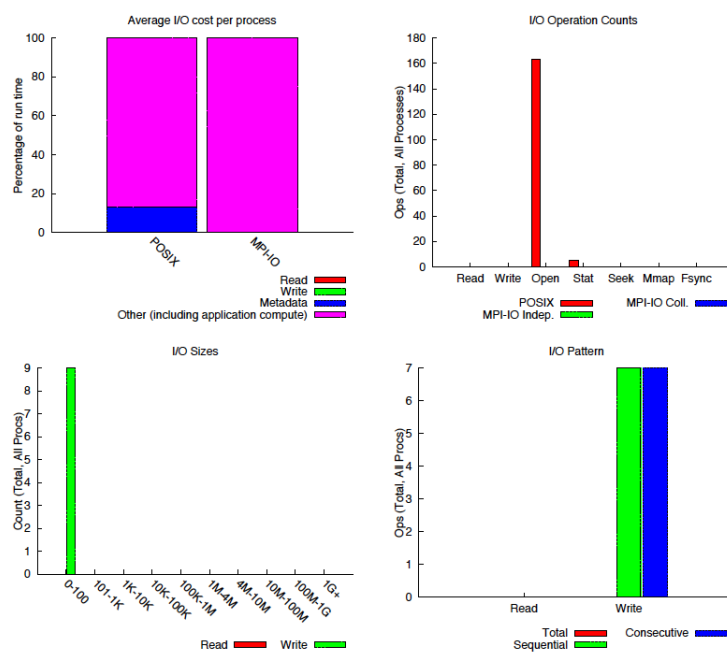 Average I/O cost per process
100
80
60
40
20
0
Percentage of run time
POSIX
MPI-IO
Read
Write
Metadata
Other (including application compute)
I/O Operation Counts
180
160
140
120
100
80
60
40
20
0
Ops (Total, All Processes)
Read Write Open Stat Seek Mmap Fsync
POSIX MPI-IO Coll.
MPI-IO Indep.
I/O Sizes
9
8
7
6
5
4
3
2
1
0
Count (Total, All Procs)
0-100
101-1K
1K-10K
10K-100K
100K-1M
1M-4M
4M-10M
10M-100M
100M-1G
1G+
Read Write
I/O Pattern
7
6
5
4
3
2
1
0
Ops (Total, All Procs)
Read Write
Total Consecutive
Sequential